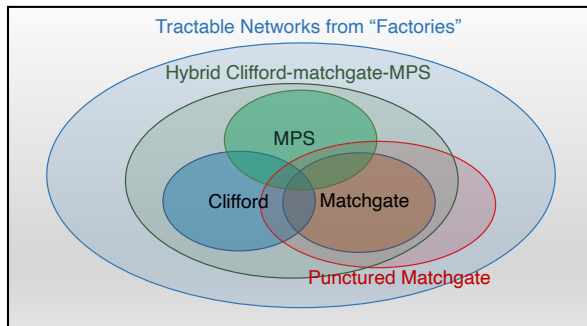 Tractable Networks from “Factories”
Hybrid Clifford-matchgate-MPS
MPS
Clifford
Matchgate
Punctured Matchgate